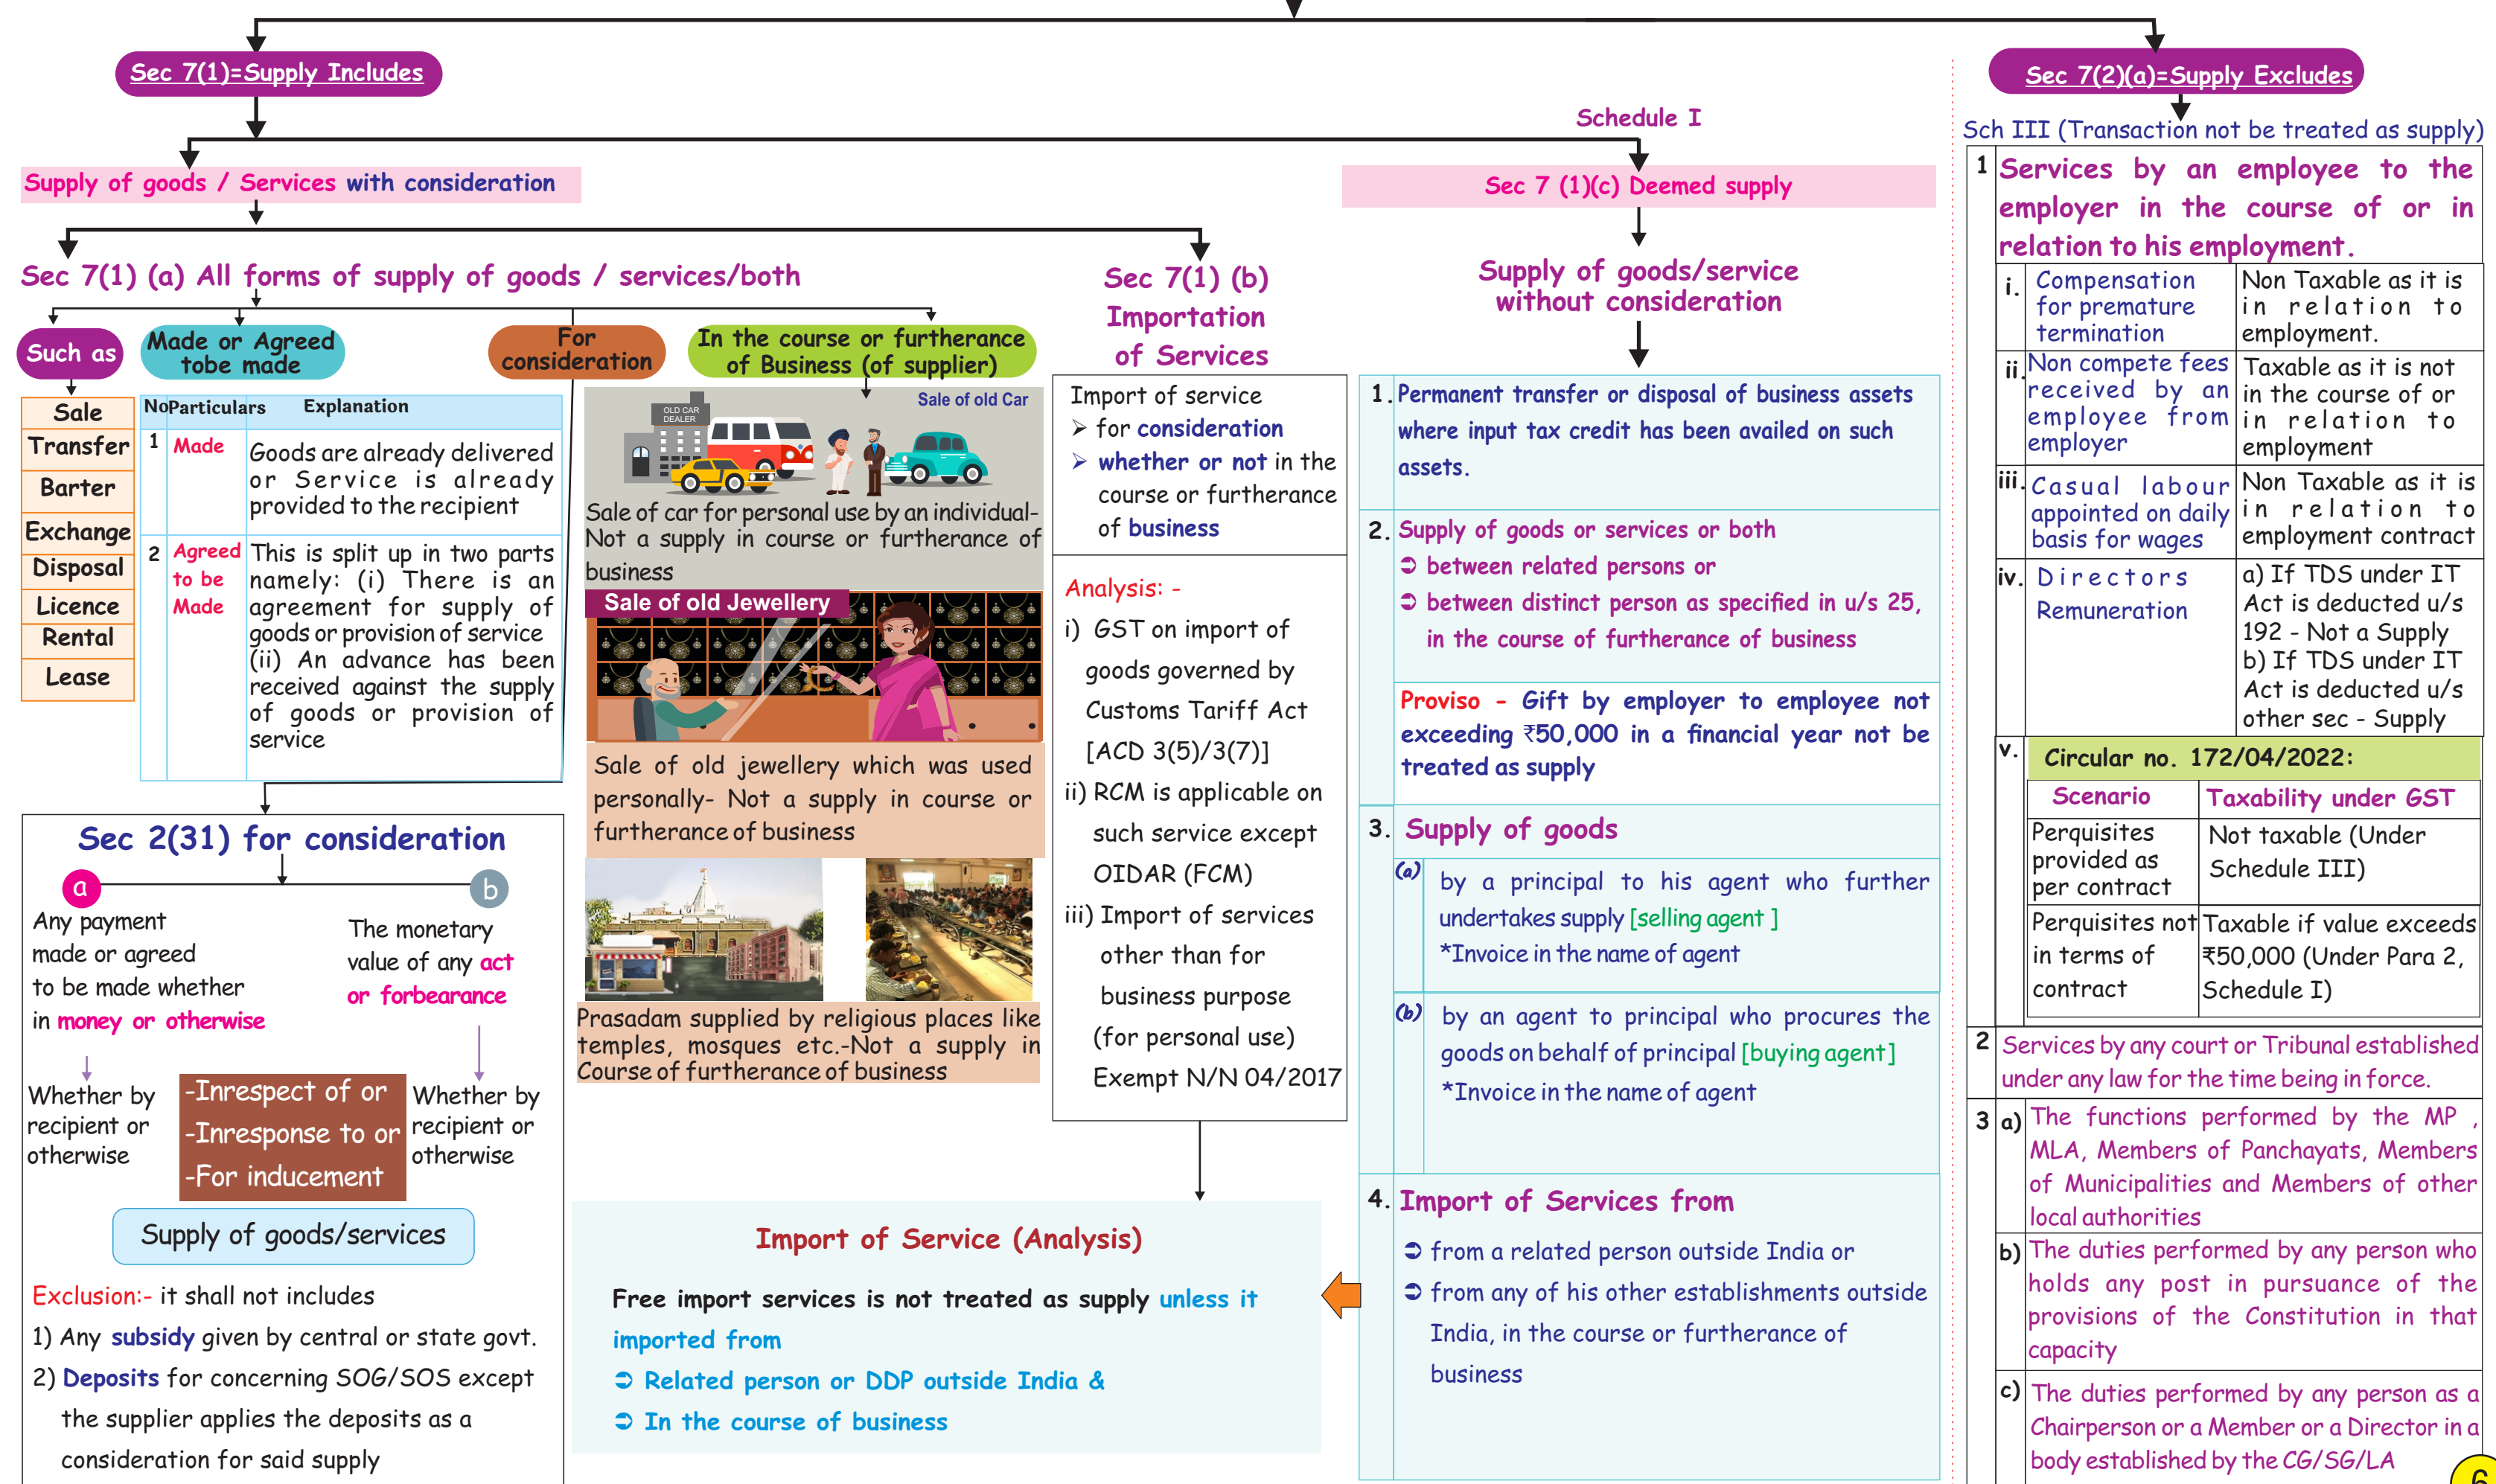 Sec 7(1)=Supply Includes
Sec 7(2)(a)=Supply Excludes
Schedule I
Supply of goods / Services with consideration
Sec 7 (1)(c) Deemed supply
Sec 7(1) (a) All forms of supply of goods / services/both
Such as
Made or Agreed
tobe made
For
consideration
In the course or furtherance
of Business (of supplier)
Sale
Transfer
Barter
Exchange
Disposal
Licence
Rental
Lease
No Particulars Explanation
1 Made Goods are already delivered
or Service is already
provided to the recipient
2 Agreed
to be
Made
This is split up in two parts
namely: (i) There is an
agreement for supply of
goods or provision of service
(ii) An advance has been
received against the supply
of goods or provision of
service
Sec 2(31) for consideration
a
Any payment
made or agreed
to be made whether
in money or otherwise
Whether by
recipient or
otherwise
b
The monetary
value of any act
or forbearance
Whether by
recipient or
otherwise
-Inrespect of or
-Inresponse to or
-For inducement
Supply of goods/services
Exclusion:- it shall not includes
1) Any subsidy given by central or state govt.
2) Deposits for concerning SOG/SOS except
the supplier applies the deposits as a
consideration for said supply
Sale of old Car
OLD CAR
DEALER
Sale of car for personal use by an individual-
Not a supply in course or furtherance of
business
Sale of old Jewellery
Sale of old jewellery which was used
personally- Not a supply in course or
furtherance of business
Prasadam supplied by religious places like
temples, mosques etc.-Not a supply in
Course of furtherance of business
Sec 7(1) (b)
Importation
of Services
Import of service
➢ for consideration
➢ whether or not in the
course or furtherance
of business
Analysis: -
i) GST on import of
goods governed by
Customs Tariff Act
[ACD 3(5)/3(7)]
ii) RCM is applicable on
such service except
OIDAR (FCM)
iii) Import of services
other than for
business purpose
(for personal use)
Exempt N/N 04/2017
Import of Service (Analysis)
Free import services is not treated as supply unless it
imported from
➲ Related person or DDP outside India &
➲ In the course of business
Supply of goods/service
without consideration
1. Permanent transfer or disposal of business assets
where input tax credit has been availed on such
assets.
2. Supply of goods or services or both
➲ between related persons or
➲ between distinct person as specified in u/s 25,
in the course of furtherance of business
Proviso - Gift by employer to employee not
exceeding ₹50,000 in a financial year not be
treated as supply
3. Supply of goods
(a) by a principal to his agent who further
undertakes supply [selling agent ]
*Invoice in the name of agent
(b) by an agent to principal who procures the
goods on behalf of principal [buying agent]
*Invoice in the name of agent
4. Import of Services from
➲ from a related person outside India or
➲ from any of his other establishments outside
India, in the course or furtherance of
business
Sch III (Transaction not be treated as supply)
1 Services by an employee to the
employer in the course of or in
relation to his employment.
i. Compensation
for premature
termination
Non Taxable as it is
in relation to
employment.
ii. Non compete fees
received by an
employee from
employer
Taxable as it is not
in the course of or
in relation to
employment
iii. Casual labour
appointed on daily
basis for wages
Non Taxable as it is
in relation to
employment contract
iv. Directors
Remuneration
a) If TDS under IT
Act is deducted u/s
192 - Not a Supply
b) If TDS under IT
Act is deducted u/s
other sec - Supply
v. Circular no. 172/04/2022:
Scenario Taxability under GST
Perquisites
provided as
per contract
Not taxable (Under
Schedule III)
Perquisites not
in terms of
contract
Taxable if value exceeds
₹50,000 (Under Para 2,
Schedule I)
2 Services by any court or Tribunal established
under any law for the time being in force.
3 a) The functions performed by the MP ,
MLA, Members of Panchayats, Members
of Municipalities and Members of other
local authorities
b) The duties performed by any person who
holds any post in pursuance of the
provisions of the Constitution in that
capacity
c) The duties performed by any person as a
Chairperson or a Member or a Director in a
body established by the CG/SG/LA
6